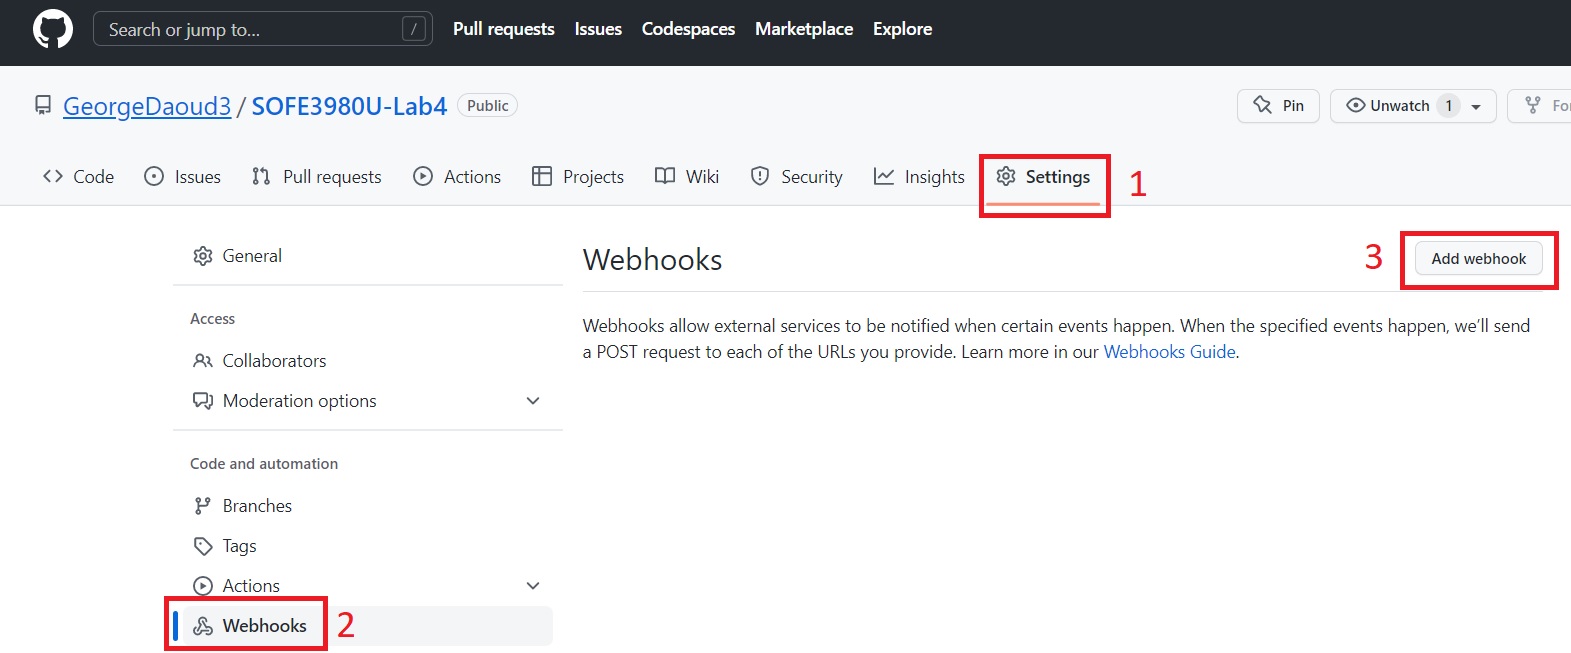 Search or jump to... / Pull requests Issues Codespaces Marketplace Explore
GeorgeDaoud3 / SOFE3980U-Lab4 Public Pin Unwatch 1
Code Issues Pull requests Actions Projects Wiki Security Insights Settings 1
General
Access
Collaborators
Moderation options
Code and automation
Branches
Tags
Actions
Webhooks 2
Webhooks 3 Add webhook
Webhooks allow external services to be notified when certain events happen. When the specified events happen, we’ll send
a POST request to each of the URLs you provide. Learn more in our Webhooks Guide.